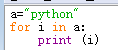 a="python"
for i in a:
    print (i)